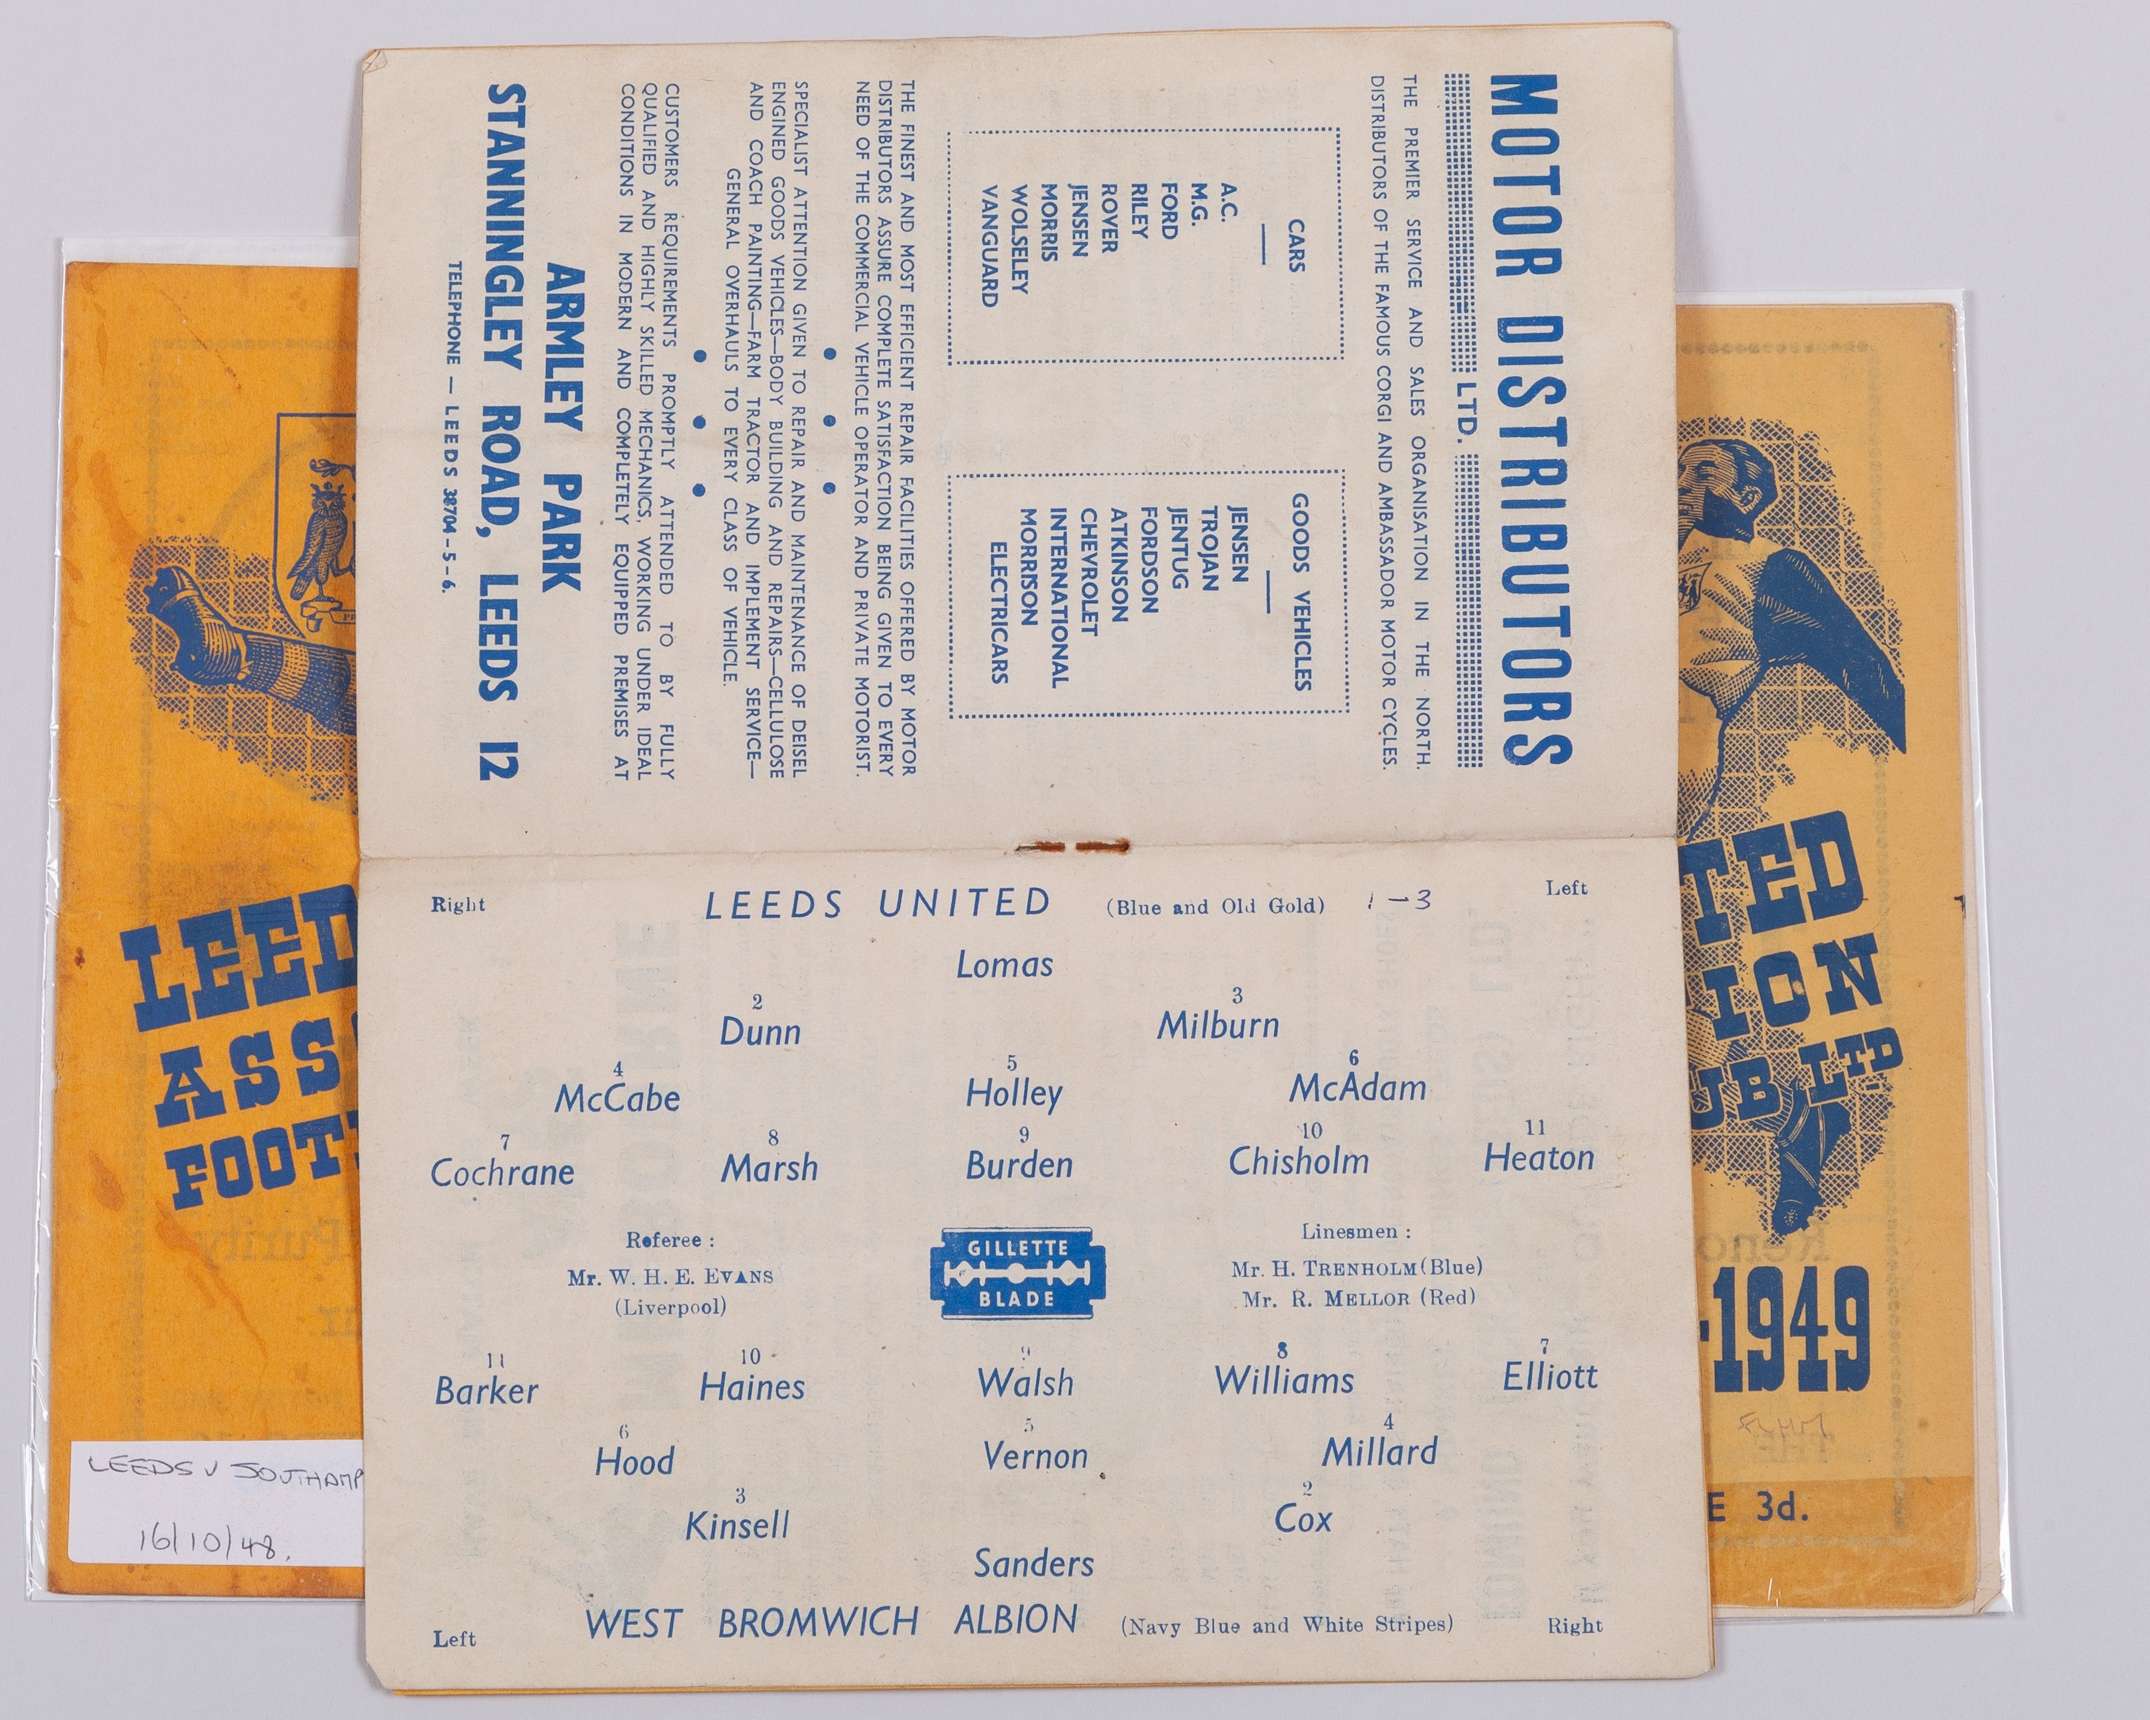 MOTOR DISTRIBUTORS
LTD.
THE PREMIER SERVICE AND SALES ORGANISATION IN THE NORTH.
DISTRIBUTORS OF THE FAMOUS CORGI AND AMBASSADOR MOTOR CYCLES.
CARS
A.C.
M.G.
FORD
RILEY
ROVER
JENSEN
MORRIS
WOLSELEY
VANGUARD
GOODS VEHICLES
JENSEN
TROJAN
JENTUG
FORDSON
ATKINSON
CHEVROLET
INTERNATIONAL
MORRISON
ELECTRICARS
THE FINEST AND MOST EFFICIENT REPAIR FACILITIES OFFERED BY MOTOR
DISTRIBUTORS ASSURE COMPLETE SATISFACTION BEING GIVEN TO EVERY
NEED OF THE COMMERCIAL VEHICLE OPERATOR AND PRIVATE MOTORIST.
SPECIALIST ATTENTION GIVEN TO REPAIR AND MAINTENANCE OF DEISEL
ENGINED GOODS VEHICLES—BODY BUILDING AND REPAIRS—CELLULOSE
AND COACH PAINTING—FARM TRACTOR AND IMPLEMENT SERVICE—
GENERAL OVERHAULS TO EVERY CLASS OF VEHICLE.
CUSTOMERS REQUIREMENTS PROMPTLY ATTENDED TO BY FULLY
QUALIFIED AND HIGHLY SKILLED MECHANICS, WORKING UNDER IDEAL
CONDITIONS IN MODERN AND COMPLETELY EQUIPPED PREMISES AT
ARMLEY PARK
STANNINGLEY ROAD, LEEDS 12
TELEPHONE — LEEDS 38704-5-6.
Right LEEDS UNITED (Blue and Old Gold) 1-3 Left
Lomas
2 3
Dunn Milburn
4 5 6
McCabe Holley McAdam
7 8 9 10 11
Cochrane Marsh Burden Chisholm Heaton
Referee :
Mr. W. H. E. EVANS
(Liverpool)
GILLETTE
BLADE
Linesmen :
Mr. H. TRENHOLM (Blue)
Mr. R. MELLOR (Red)
11 10 9 8 7
Barker Haines Walsh Williams Elliott
6 5 4
Hood Vernon Millard
3 2
Kinsell Cox
Sanders
Left WEST BROMWICH ALBION (Navy Blue and White Stripes) Right
LEED
ASS
FOOT
LEEDS v SOUTHAMP
16/10/48.
TED
ION
UB LTD
-1949
E 3d.